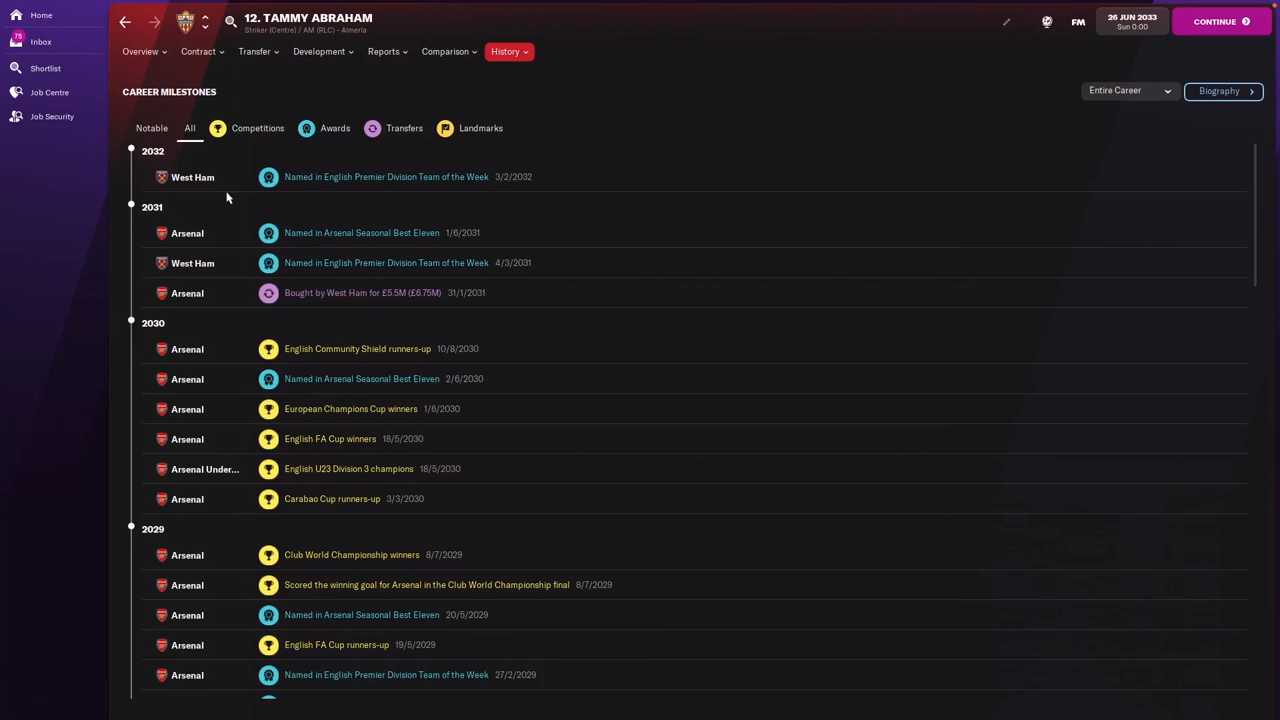 Home
75
Inbox
Shortlist
Job Centre
Job Security
12. TAMMY ABRAHAM
Striker (Centre) / AM (RLC) - Almeria
FM
26 JUN 2033
Sun 0:00
CONTINUE
Overview
Contract
Transfer
Development
Reports
Comparison
History
CAREER MILESTONES
Entire Career
Biography
Notable
All
Competitions
Awards
Transfers
Landmarks
2032
West Ham Named in English Premier Division Team of the Week 3/2/2032
2031
Arsenal Named in Arsenal Seasonal Best Eleven 1/6/2031
West Ham Named in English Premier Division Team of the Week 4/3/2031
Arsenal Bought by West Ham for £5.5M (£6.75M) 31/1/2031
2030
Arsenal English Community Shield runners-up 10/8/2030
Arsenal Named in Arsenal Seasonal Best Eleven 2/6/2030
Arsenal European Champions Cup winners 1/6/2030
Arsenal English FA Cup winners 18/5/2030
Arsenal Under... English U23 Division 3 champions 18/5/2030
Arsenal Carabao Cup runners-up 3/3/2030
2029
Arsenal Club World Championship winners 8/7/2029
Arsenal Scored the winning goal for Arsenal in the Club World Championship final 8/7/2029
Arsenal Named in Arsenal Seasonal Best Eleven 20/5/2029
Arsenal English FA Cup runners-up 19/5/2029
Arsenal Named in English Premier Division Team of the Week 27/2/2029